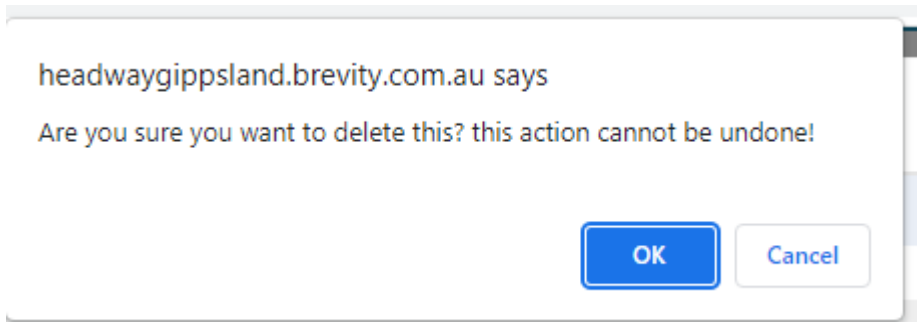 headwaygippsland.brevity.com.au says
Are you sure you want to delete this? this action cannot be undone!
OK Cancel